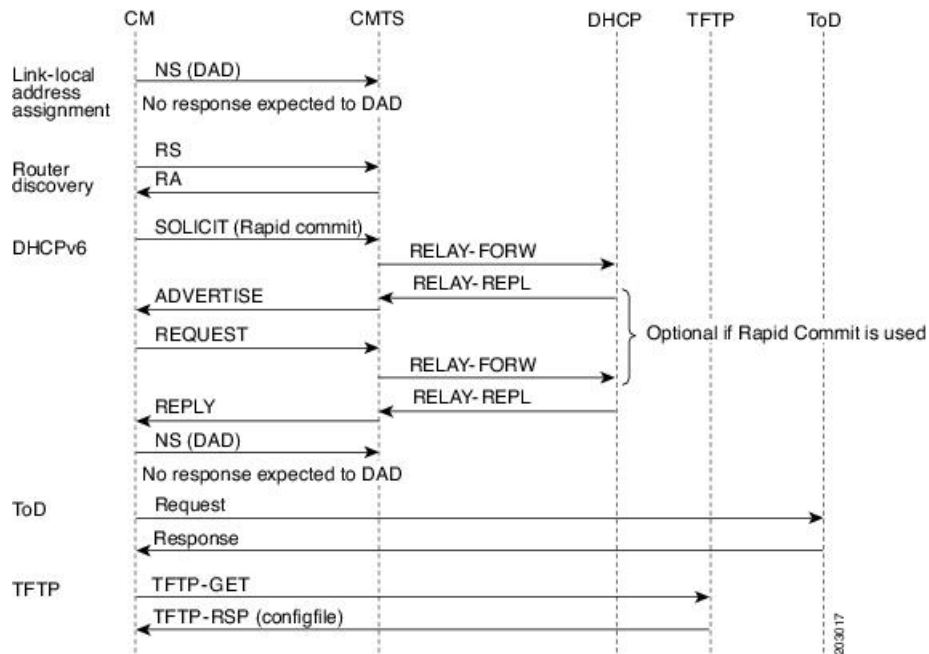 CM CMTS DHCP TFTP ToD
Link-local
address
assignment
NS (DAD)
No response expected to DAD
Router
discovery
RS
RA
DHCPv6
SOLICIT (Rapid commit)
RELAY-FORW
RELAY-REPL
ADVERTISE
REQUEST
Optional if Rapid Commit is used
RELAY-FORW
RELAY-REPL
REPLY
NS (DAD)
No response expected to DAD
ToD
Request
Response
TFTP
TFTP-GET
TFTP-RSP (configfile)
203017